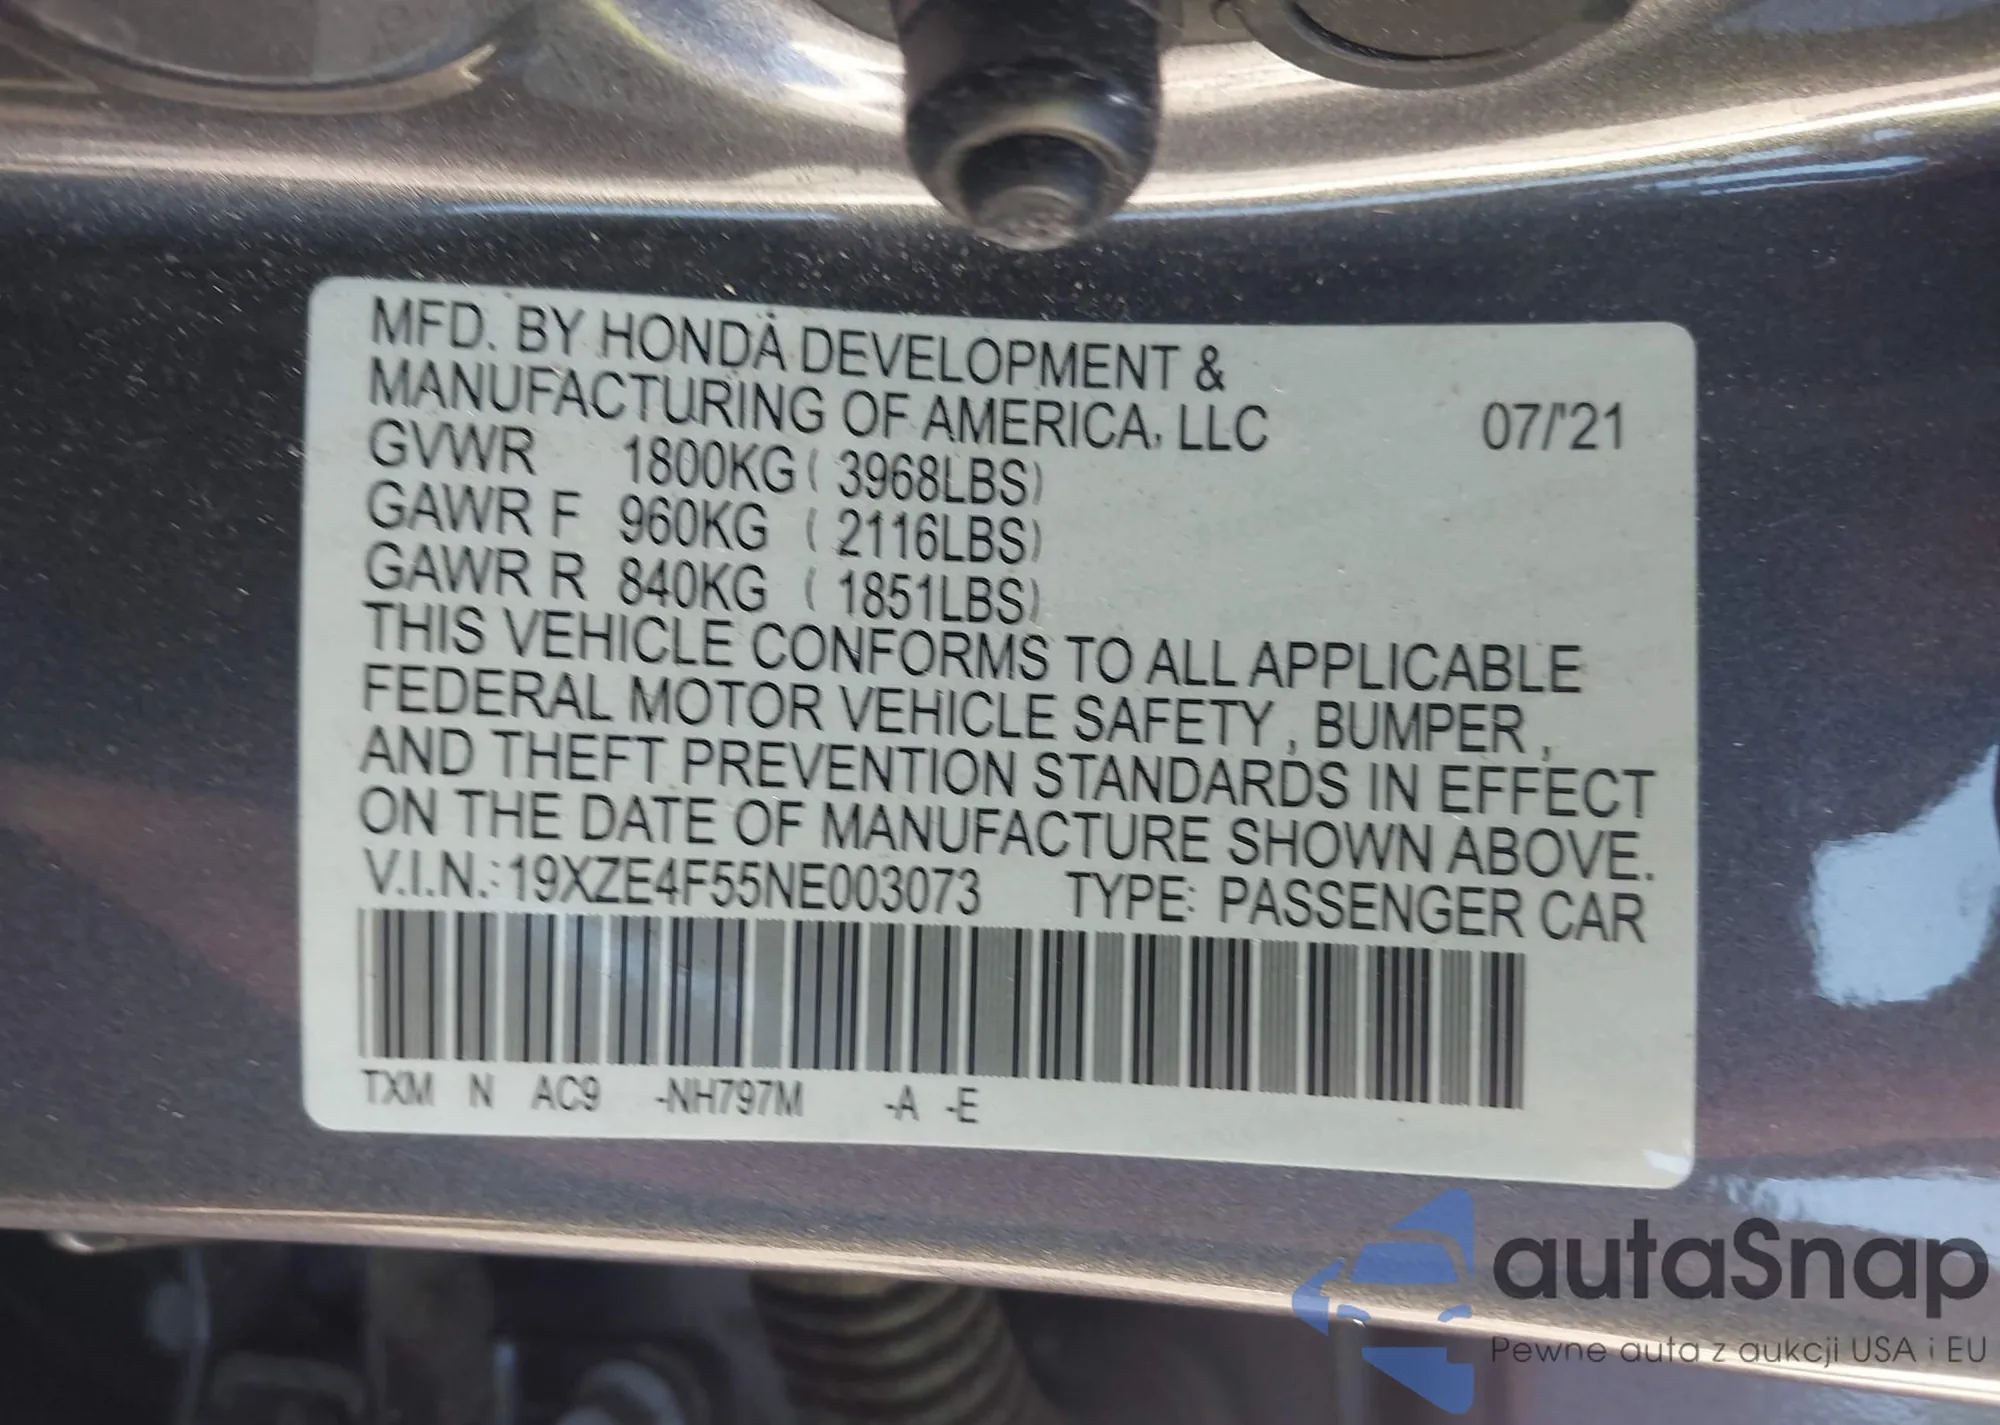 MFD. BY HONDA DEVELOPMENT &
MANUFACTURING OF AMERICA, LLC 07/'21
GVWR 1800KG ( 3968LBS)
GAWR F 960KG ( 2116LBS)
GAWR R 840KG ( 1851LBS)
THIS VEHICLE CONFORMS TO ALL APPLICABLE
FEDERAL MOTOR VEHICLE SAFETY , BUMPER ,
AND THEFT PREVENTION STANDARDS IN EFFECT
ON THE DATE OF MANUFACTURE SHOWN ABOVE.
V.I.N.: 19XZE4F55NE003073 TYPE: PASSENGER CAR
TXM N AC9 -NH797M -A -E
autaSnap
Pewne auta z aukcji USA i EU